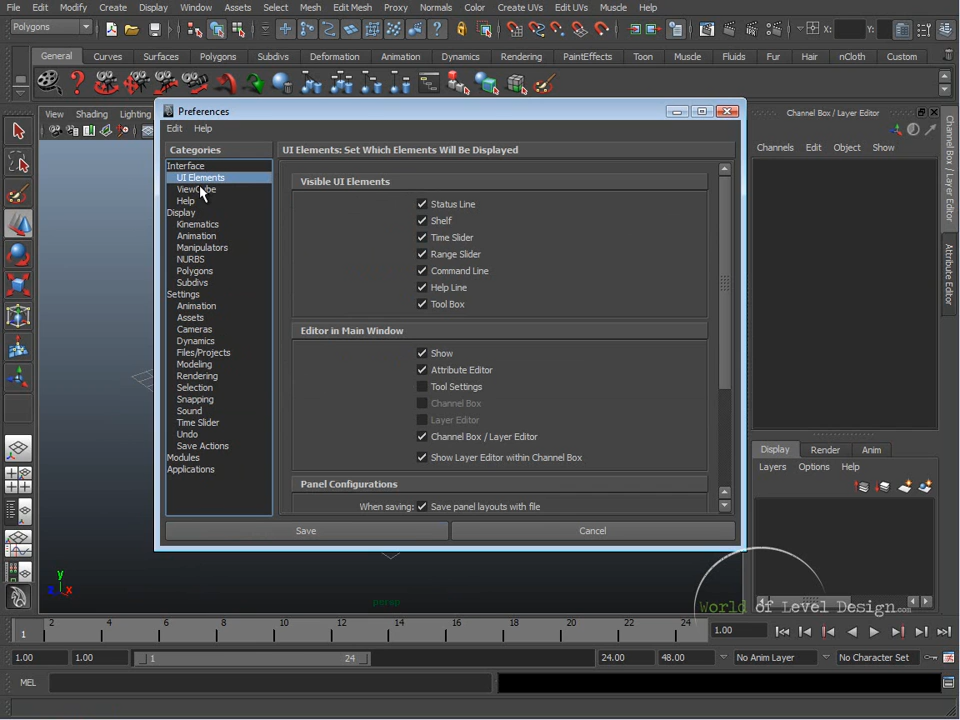 File Edit Modify Create Display Window Assets Select Mesh Edit Mesh Proxy Normals Color Create UVs Edit UVs Muscle Help
Polygons X: Y:
General Curves Surfaces Polygons Subdivs Deformation Animation Dynamics Rendering PaintEffects Toon Muscle Fluids Fur Hair nCloth Custom
View Shading Lighting
Preferences
Channel Box / Layer Editor
Edit Help
Channels Edit Object Show
Categories
UI Elements: Set Which Elements Will Be Displayed
Interface
UI Elements
ViewCube
Help
Display
Kinematics
Animation
Manipulators
NURBS
Polygons
Subdivs
Settings
Animation
Assets
Cameras
Dynamics
Files/Projects
Modeling
Rendering
Selection
Snapping
Sound
Time Slider
Undo
Save Actions
Modules
Applications
Visible UI Elements
Status Line
Shelf
Time Slider
Range Slider
Command Line
Help Line
Tool Box
Editor in Main Window
Show
Attribute Editor
Tool Settings
Channel Box
Layer Editor
Channel Box / Layer Editor
Show Layer Editor within Channel Box
Panel Configurations
When saving: Save panel layouts with file
Save Cancel
Channel Box / Layer Editor
Attribute Editor
Display Render Anim
Layers Options Help
y
z x
persp
World of Level Design.com
1 2 4 6 8 10 12 14 16 18 20 22 24 1.00
1.00 1.00 1 24 24.00 48.00 No Anim Layer No Character Set
MEL